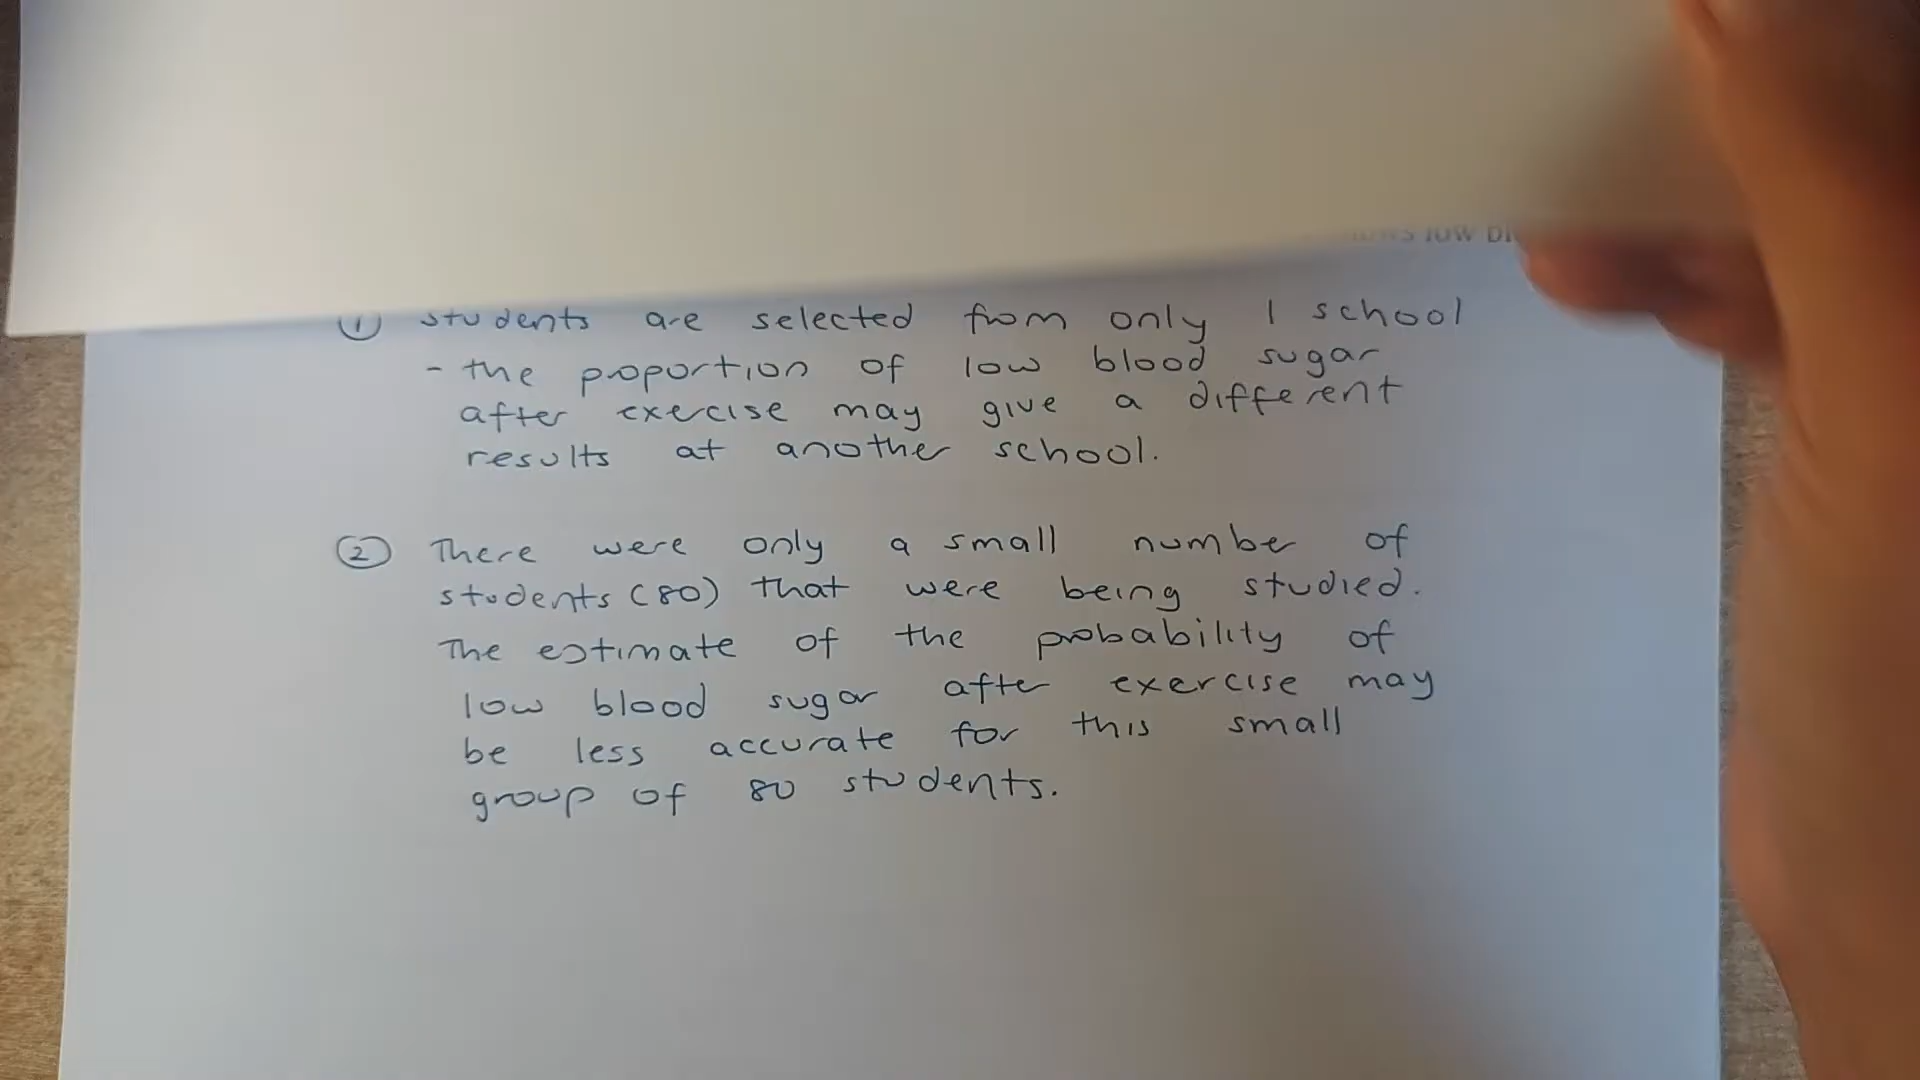 ① students are selected from only 1 school
- the proportion of low blood sugar
after exercise may give a different
results at another school.
② There were only a small number of
students (80) that were being studied.
The estimate of the probability of
low blood sugar after exercise may
be less accurate for this small
group of 80 students.